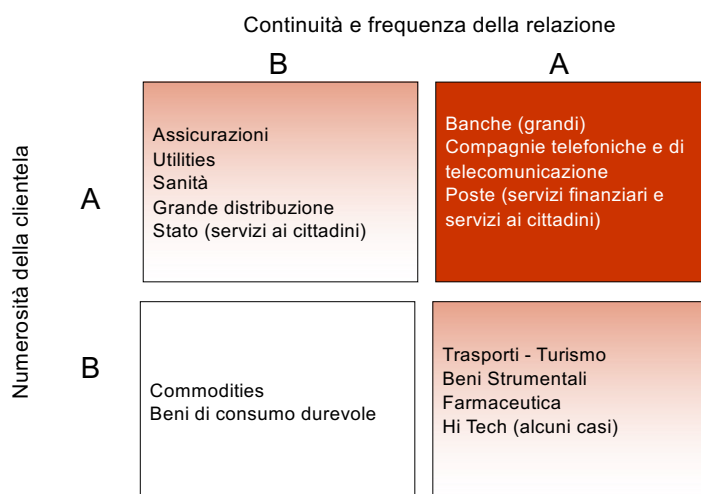 Continuità e frequenza della relazione
B
A
Numerosità della clientela
A
Assicurazioni
Utilities
Sanità
Grande distribuzione
Stato (servizi ai cittadini)
Banche (grandi)
Compagnie telefoniche e di
telecomunicazione
Poste (servizi finanziari e
servizi ai cittadini)
B
Commodities
Beni di consumo durevole
Trasporti - Turismo
Beni Strumentali
Farmaceutica
Hi Tech (alcuni casi)